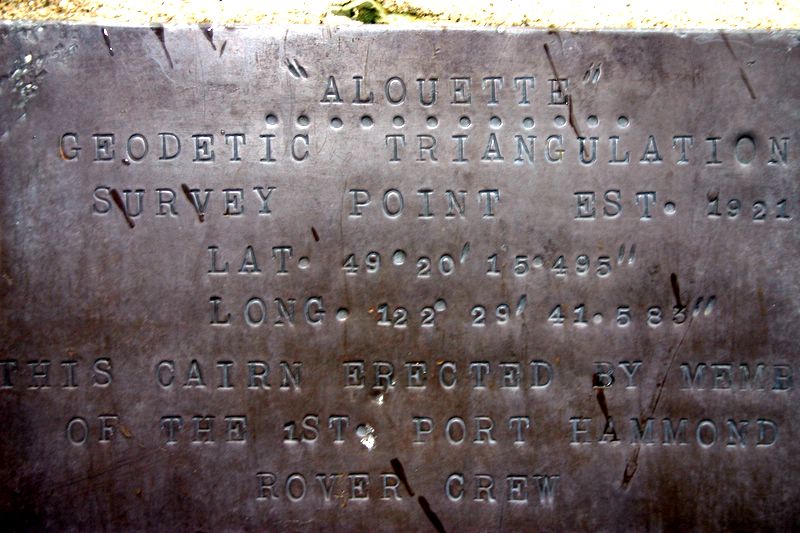 "ALOUETTE"
GEODETIC TRIANGULATION
SURVEY POINT EST. 1921
LAT. 49° 20' 15.495"
LONG. 122° 29' 41.583"
THIS CAIRN ERECTED BY MEMB
OF THE 1ST. PORT HAMMOND
ROVER CREW